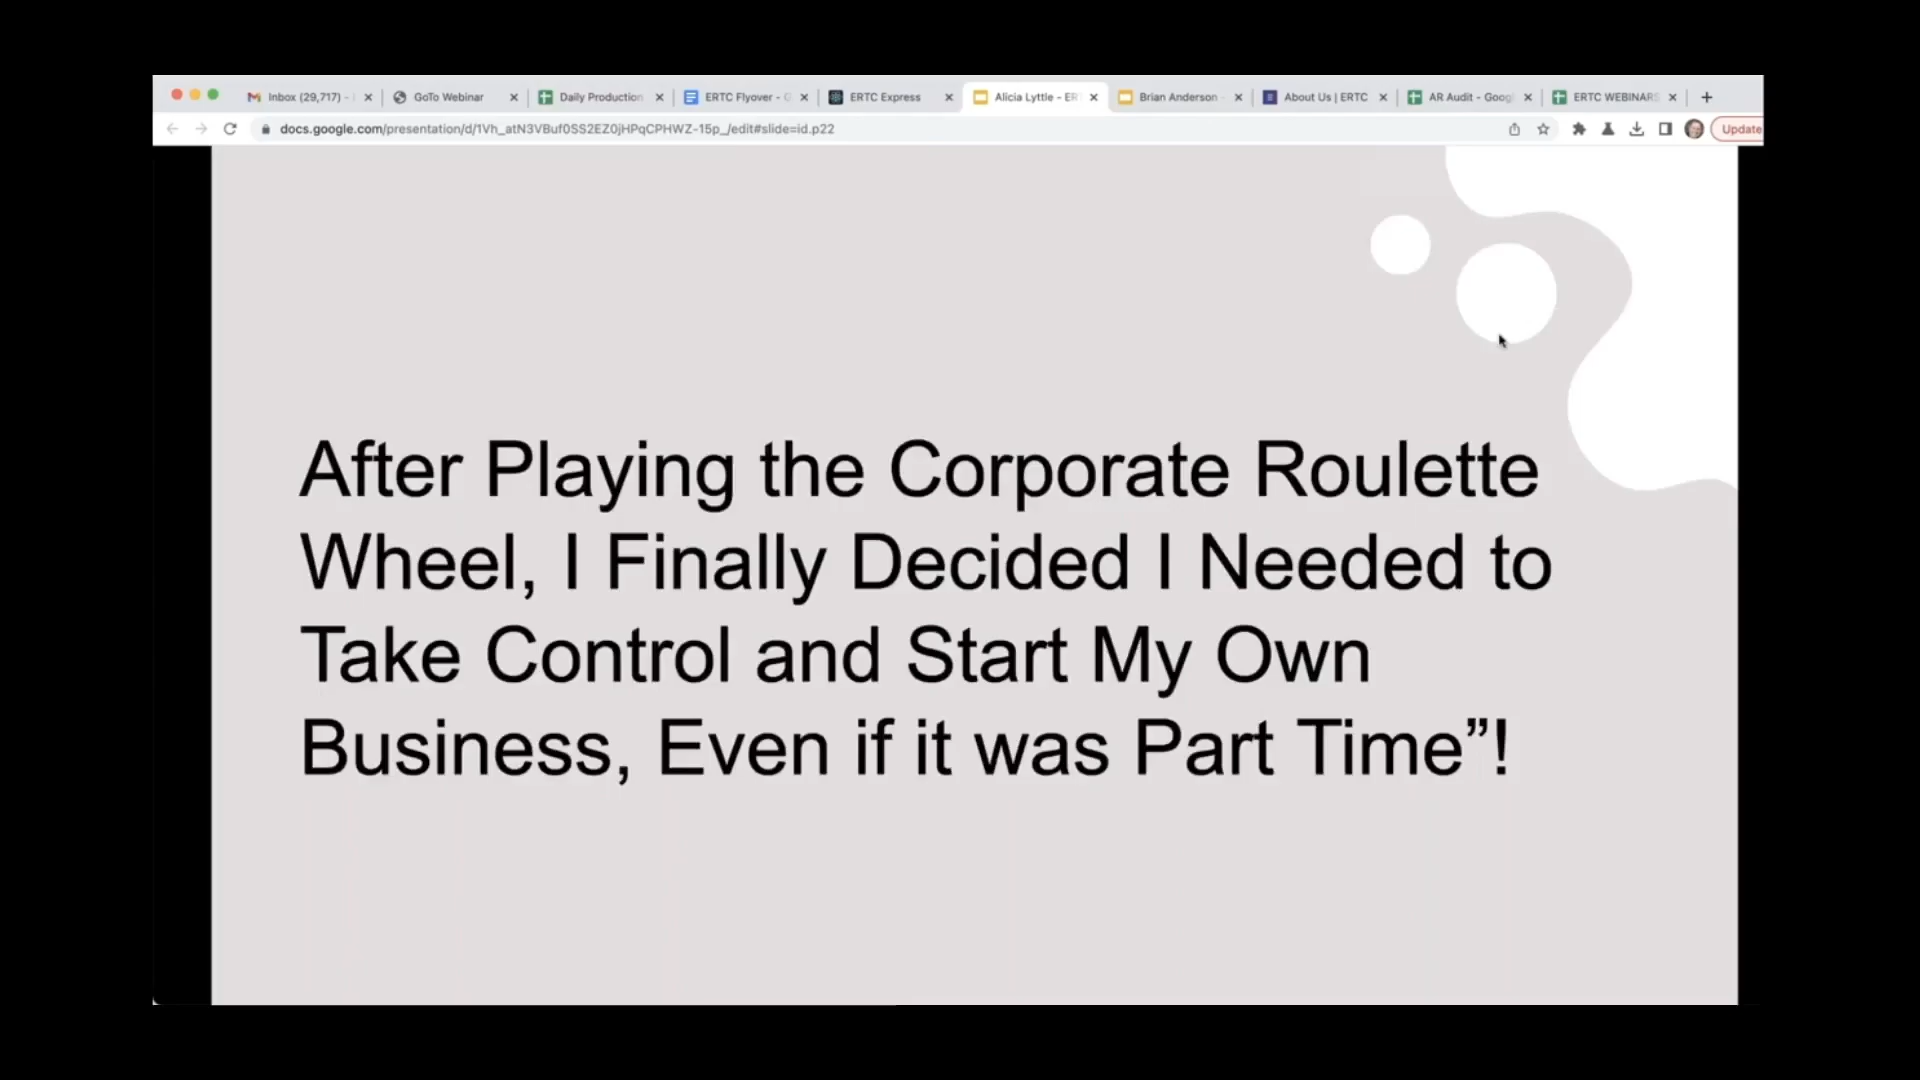 Inbox (29,717) -
GoTo Webinar
Daily Production
ERTC Flyover - G
ERTC Express
Alicia Lyttle - ER
Brian Anderson -
About Us | ERTC
AR Audit - Goog
ERTC WEBINARS
docs.google.com/presentation/d/1Vh_atN3VBuf0SS2EZ0jHPqCPHWZ-15p_/edit#slide=id.p22
Update
After Playing the Corporate Roulette
Wheel, I Finally Decided I Needed to
Take Control and Start My Own
Business, Even if it was Part Time”!